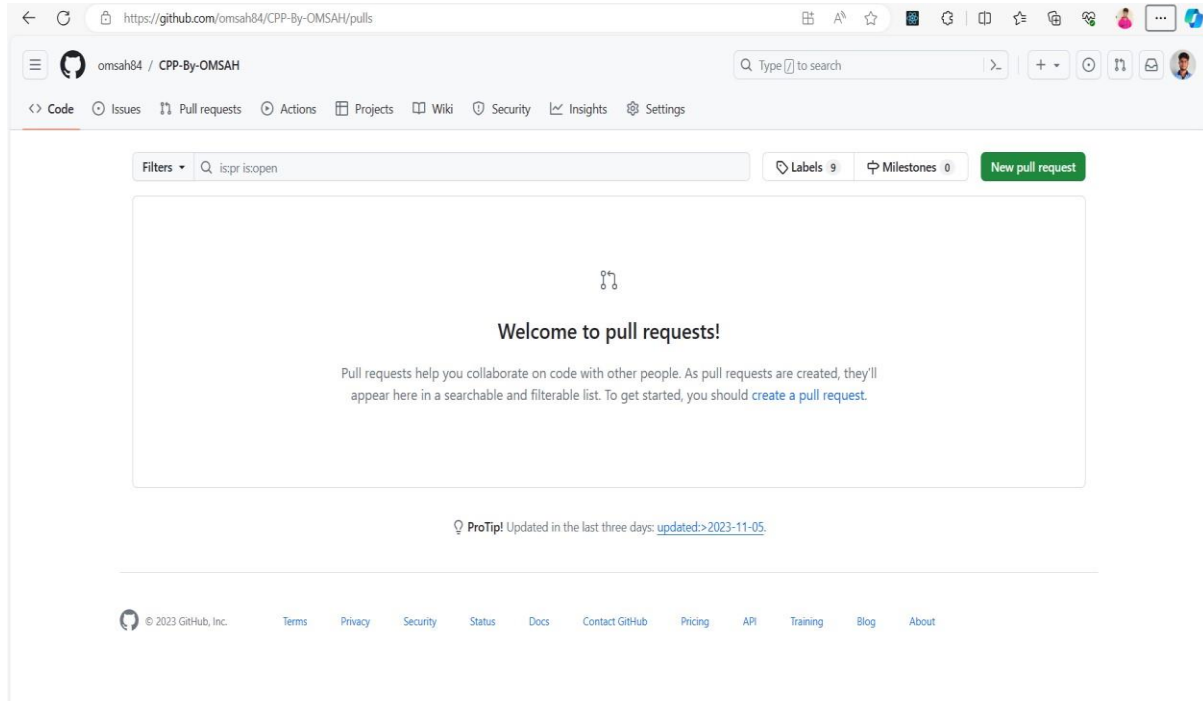 https://github.com/omsah84/CPP-By-OMSAH/pulls
omsah84 / CPP-By-OMSAH Type / to search
Code Issues Pull requests Actions Projects Wiki Security Insights Settings
Filters is:pr is:open Labels 9 Milestones 0 New pull request
Welcome to pull requests!
Pull requests help you collaborate on code with other people. As pull requests are created, they'll
appear here in a searchable and filterable list. To get started, you should create a pull request.
ProTip! Updated in the last three days: updated:>2023-11-05.
© 2023 GitHub, Inc. Terms Privacy Security Status Docs Contact GitHub Pricing API Training Blog About